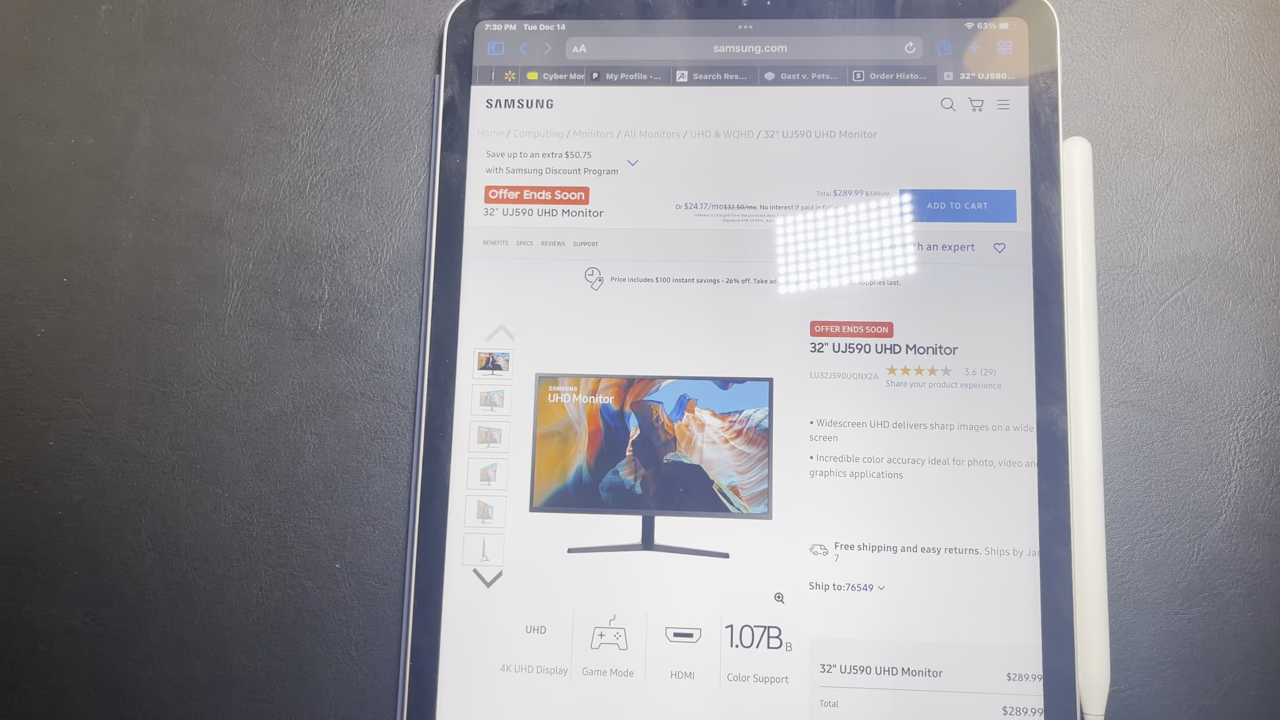 7:30 PM Tue Dec 14
63%
AA
samsung.com
Cyber Mor
My Profile -...
Search Res...
Gast v. Pets...
Order Histo...
32" UJ590...
SAMSUNG
Home / Computing / Monitors / All Monitors / UHD & WQHD / 32" UJ590 UHD Monitor
Save up to an extra $50.75
with Samsung Discount Program
Offer Ends Soon
32" UJ590 UHD Monitor
Total $289.99
Or $24.17/mo $32.50/mo. No interest if paid in
ADD TO CART
BENEFITS SPECS REVIEWS SUPPORT
an expert
Price includes $100 instant savings - 26% off. Take
supplies last.
OFFER ENDS SOON
32" UJ590 UHD Monitor
LU32J590UQNXZA
3.6 (29)
Share your product experience
• Widescreen UHD delivers sharp images on a wide
screen
• Incredible color accuracy ideal for photo, video and
graphics applications
SAMSUNG
UHD Monitor
Free shipping and easy returns. Ships by Jan
7
Ship to:76549
UHD
4K UHD Display
Game Mode
HDMI
1.07B B
Color Support
32" UJ590 UHD Monitor
$289.99
Total
$289.99